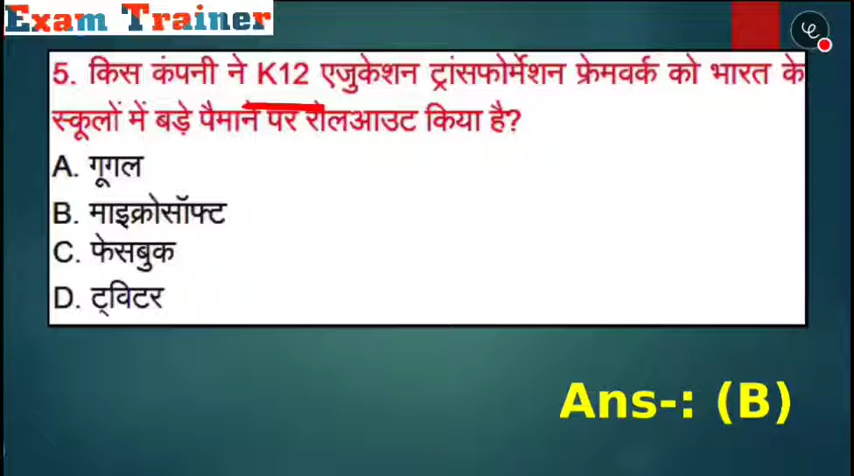 Exam Trainer
5. किस कंपनी ने K12 एजुकेशन ट्रांसफोर्मेशन फ्रेमवर्क को भारत के
स्कूलों में बड़े पैमाने पर रोलआउट किया है?
A. गूगल
B. माइक्रोसॉफ्ट
C. फेसबुक
D. ट्विटर
Ans-: (B)